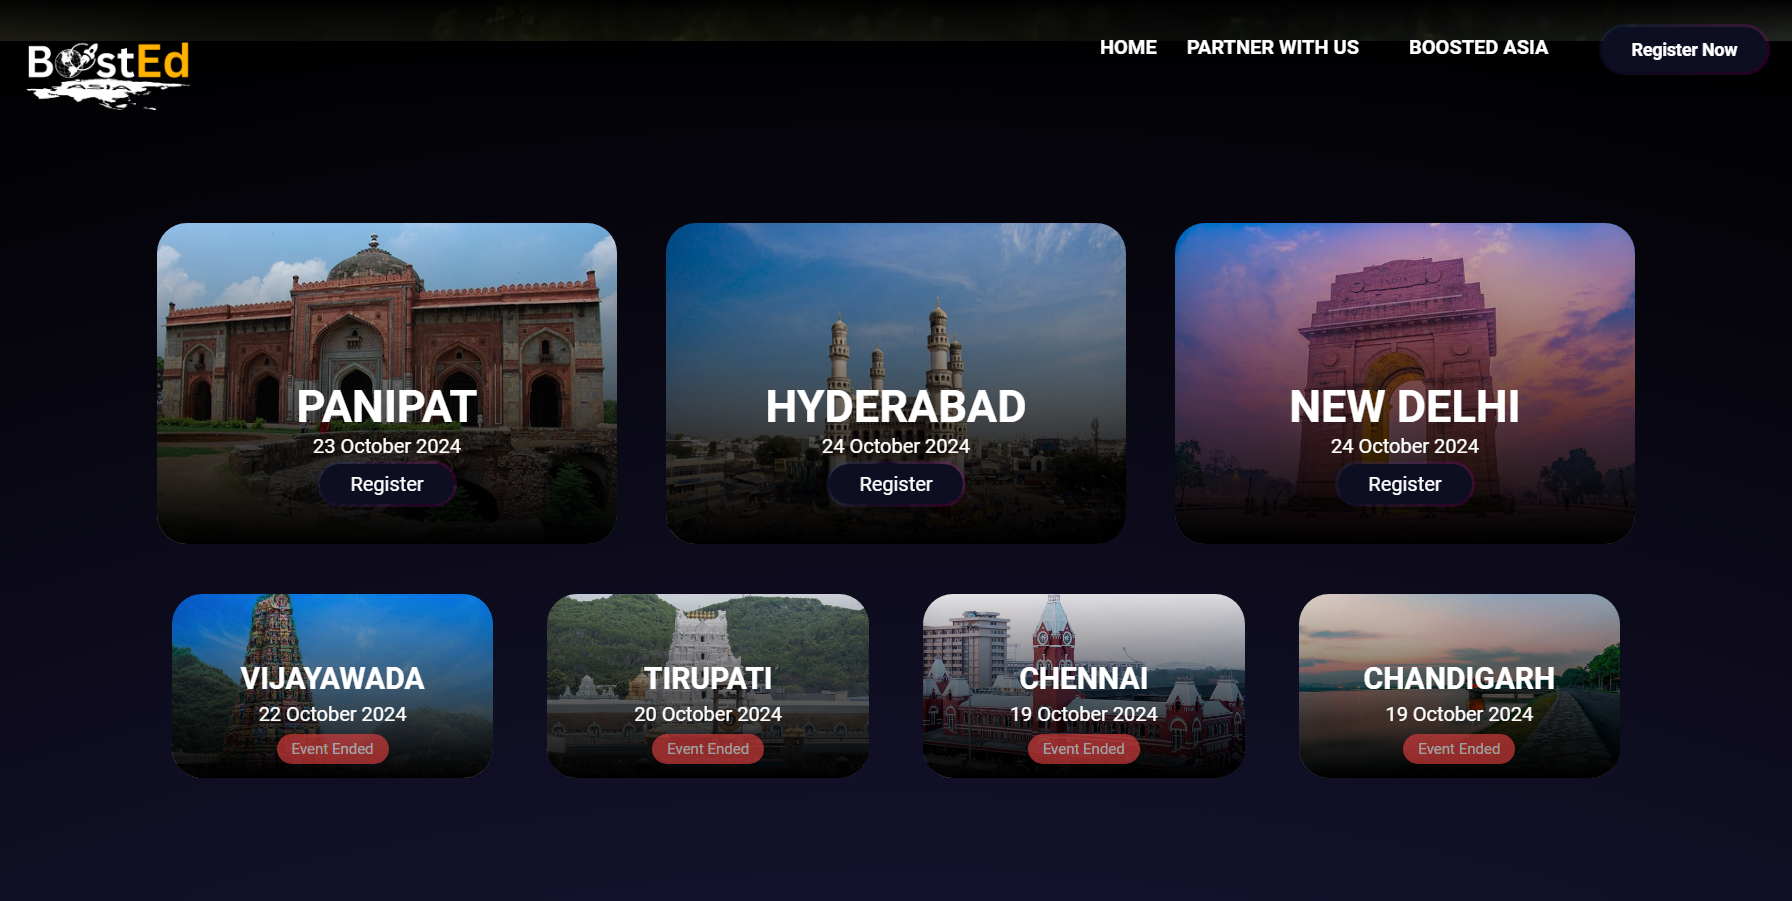 BoostEd
ASIA
HOME
PARTNER WITH US
BOOSTED ASIA
Register Now
PANIPAT
23 October 2024
Register
HYDERABAD
24 October 2024
Register
NEW DELHI
24 October 2024
Register
VIJAYAWADA
22 October 2024
Event Ended
TIRUPATI
20 October 2024
Event Ended
CHENNAI
19 October 2024
Event Ended
CHANDIGARH
19 October 2024
Event Ended